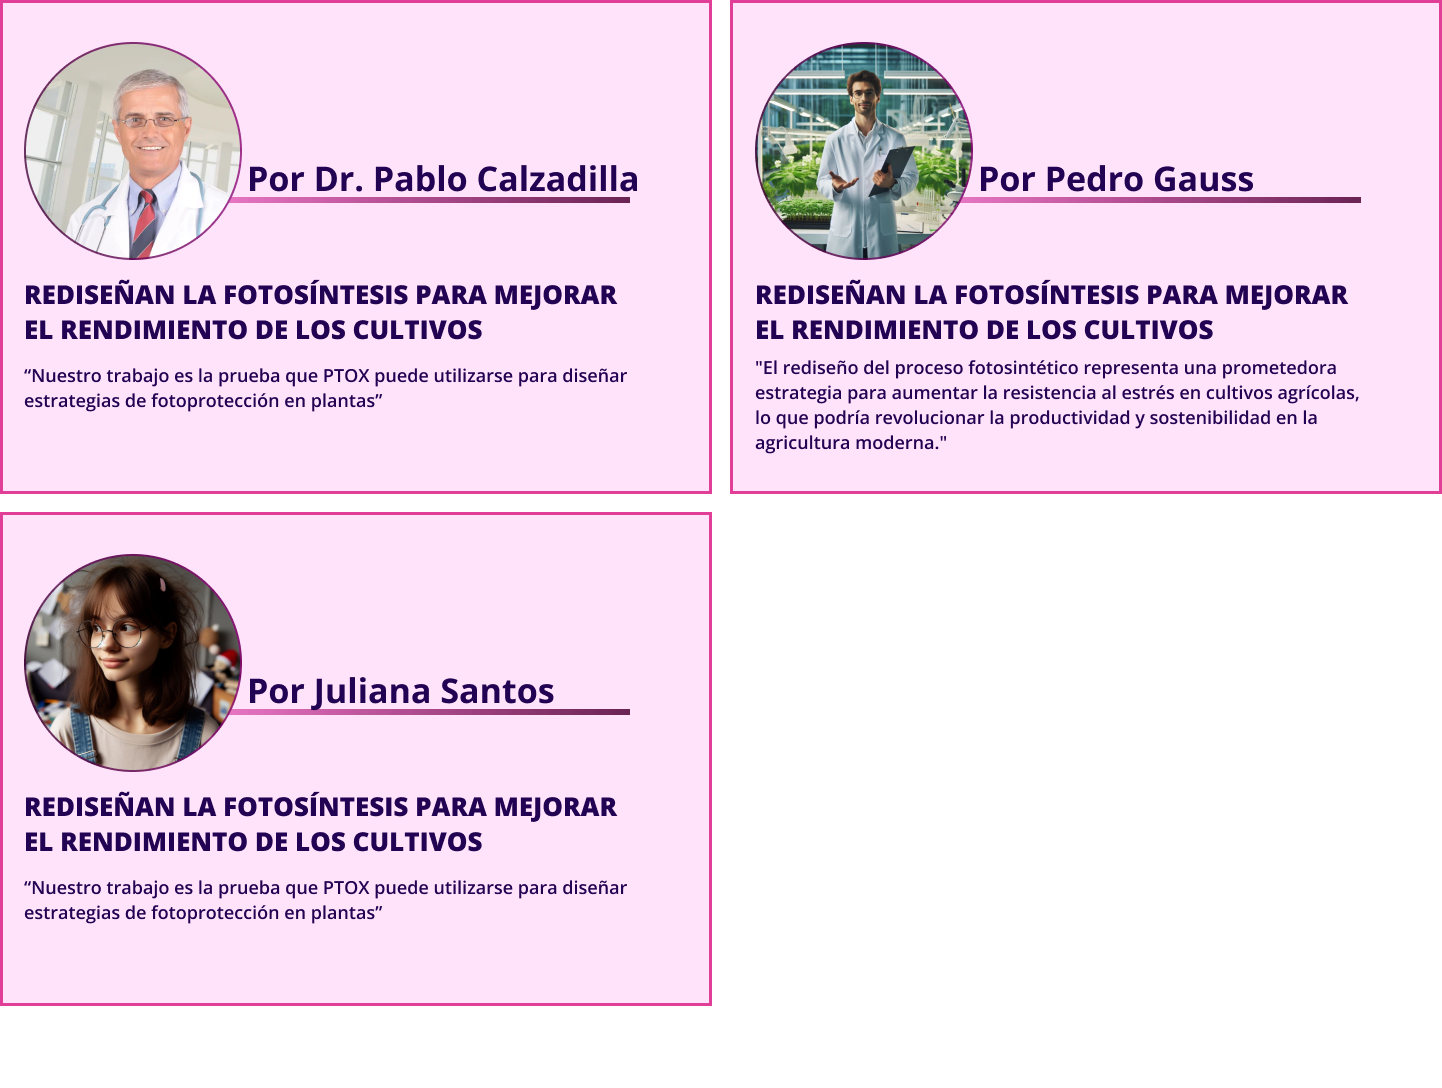 Por Dr. Pablo Calzadilla
REDISEÑAN LA FOTOSÍNTESIS PARA MEJORAR
EL RENDIMIENTO DE LOS CULTIVOS
“Nuestro trabajo es la prueba que PTOX puede utilizarse para diseñar
estrategias de fotoprotección en plantas”
Por Pedro Gauss
REDISEÑAN LA FOTOSÍNTESIS PARA MEJORAR
EL RENDIMIENTO DE LOS CULTIVOS
"El rediseño del proceso fotosintético representa una prometedora
estrategia para aumentar la resistencia al estrés en cultivos agrícolas,
lo que podría revolucionar la productividad y sostenibilidad en la
agricultura moderna."
Por Juliana Santos
REDISEÑAN LA FOTOSÍNTESIS PARA MEJORAR
EL RENDIMIENTO DE LOS CULTIVOS
“Nuestro trabajo es la prueba que PTOX puede utilizarse para diseñar
estrategias de fotoprotección en plantas”